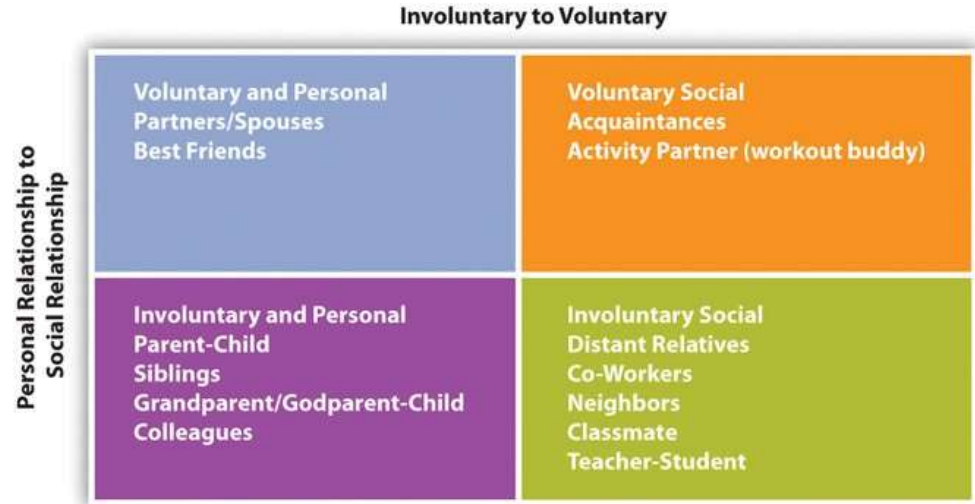 Involuntary to Voluntary
Personal Relationship to
Social Relationship
Voluntary and Personal
Partners/Spouses
Best Friends
Voluntary Social
Acquaintances
Activity Partner (workout buddy)
Involuntary and Personal
Parent-Child
Siblings
Grandparent/Godparent-Child
Colleagues
Involuntary Social
Distant Relatives
Co-Workers
Neighbors
Classmate
Teacher-Student